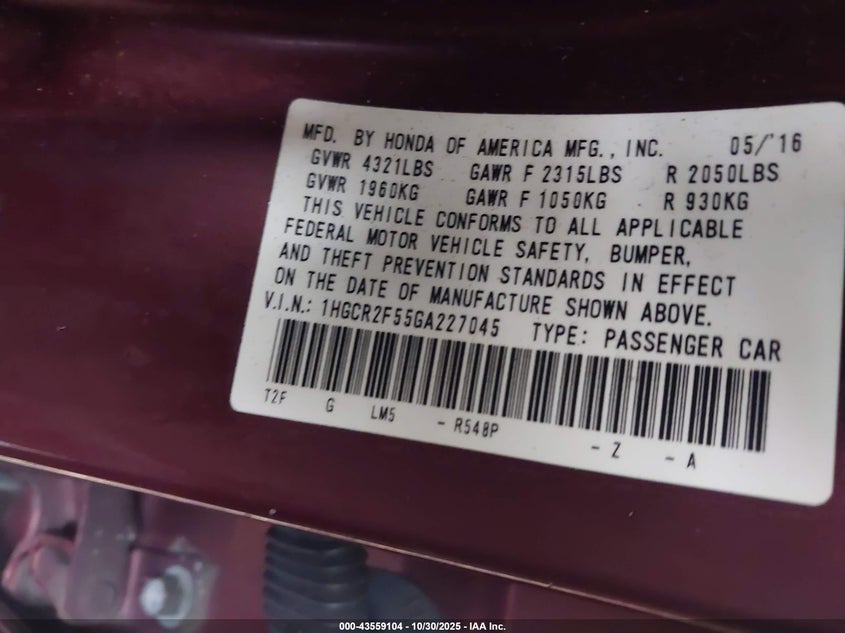 MFD. BY HONDA OF AMERICA MFG., INC. 05/'16
GVWR 4321LBS GAWR F 2315LBS R 2050LBS
GVWR 1960KG GAWR F 1050KG R 930KG
THIS VEHICLE CONFORMS TO ALL APPLICABLE
FEDERAL MOTOR VEHICLE SAFETY, BUMPER,
AND THEFT PREVENTION STANDARDS IN EFFECT
ON THE DATE OF MANUFACTURE SHOWN ABOVE.
V.I.N.: 1HGCR2F55GA227045 TYPE: PASSENGER CAR
T2F G LM5 - R548P - Z - A
000-43559104 - 10/30/2025 - IAA Inc.